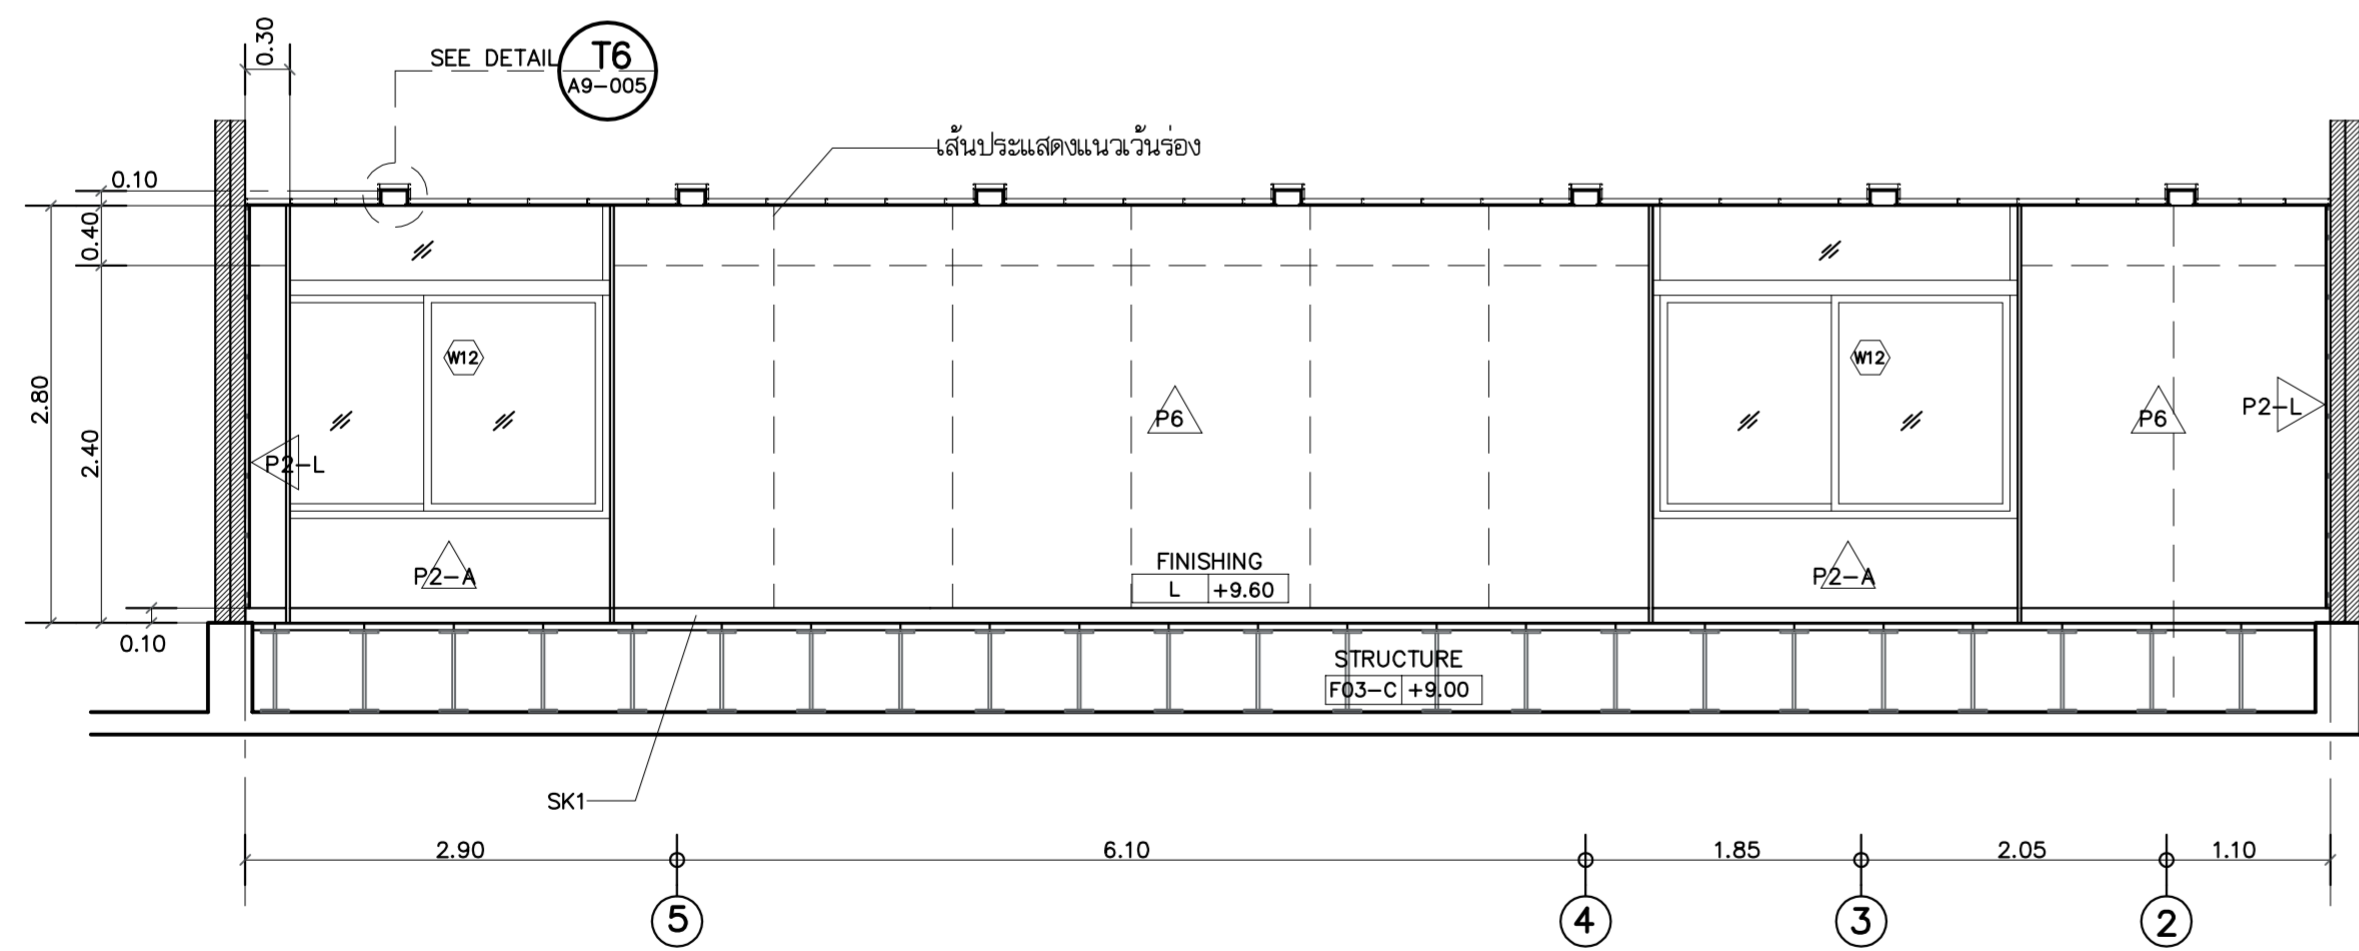 0.30
SEE DETAIL
T6
A9-005
เส้นประแสดงแนวเว้นร่อง
0.10
0.40
2.80
2.40
0.10
W12
W12
P6
P6
P2-L
P2-L
P2-A
P2-A
FINISHING
L +9.60
STRUCTURE
F03-C +9.00
SK1
2.90 6.10 1.85 2.05 1.10
5 4 3 2